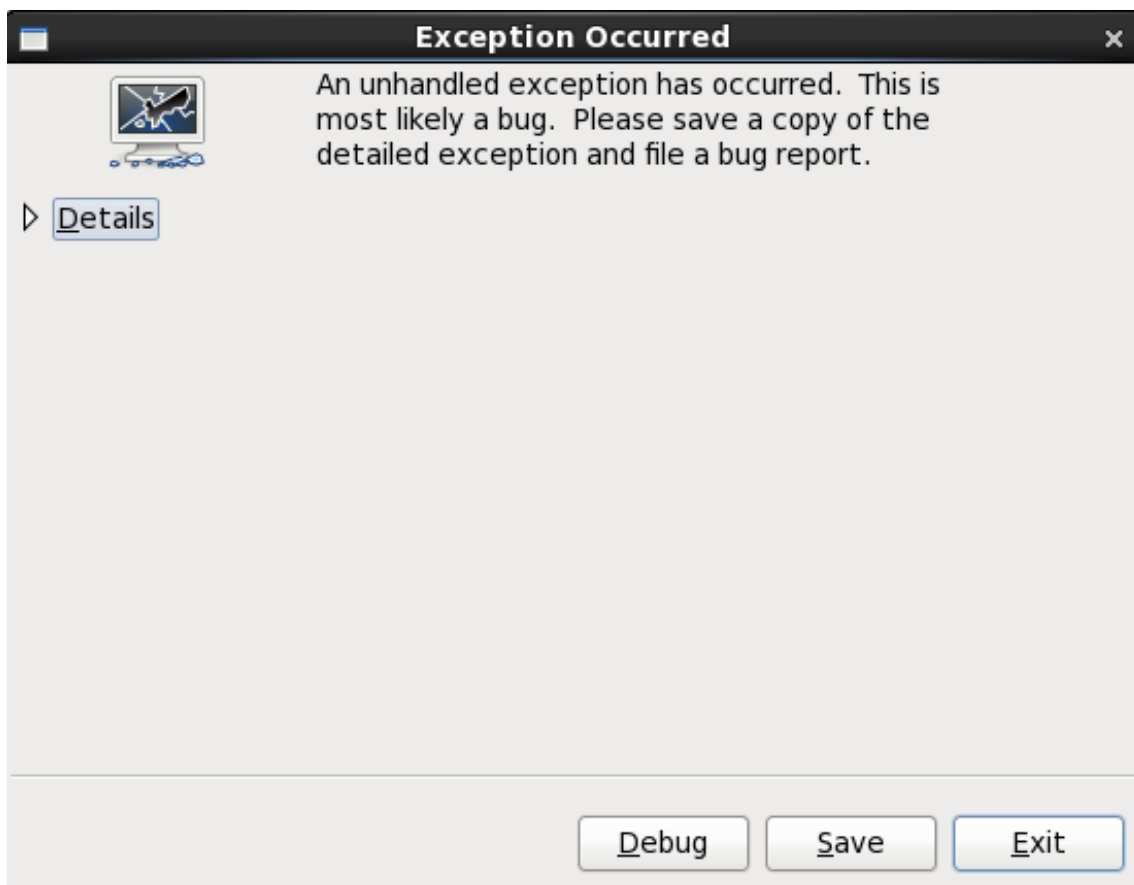 Exception Occurred
An unhandled exception has occurred.  This is
most likely a bug.  Please save a copy of the
detailed exception and file a bug report.
Details
Debug Save Exit